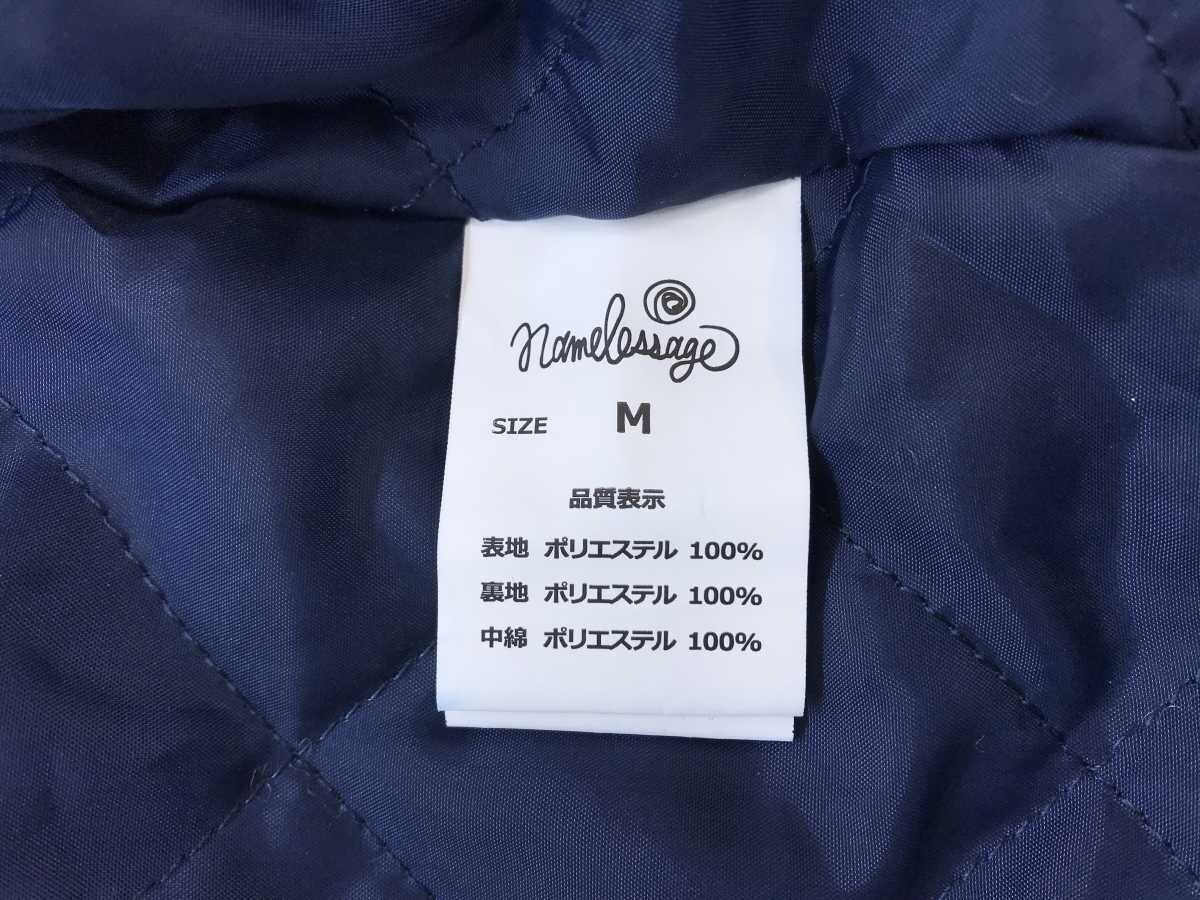 namelessage
SIZE M
品質表示
表地 ポリエステル 100%
裏地 ポリエステル 100%
中綿 ポリエステル 100%